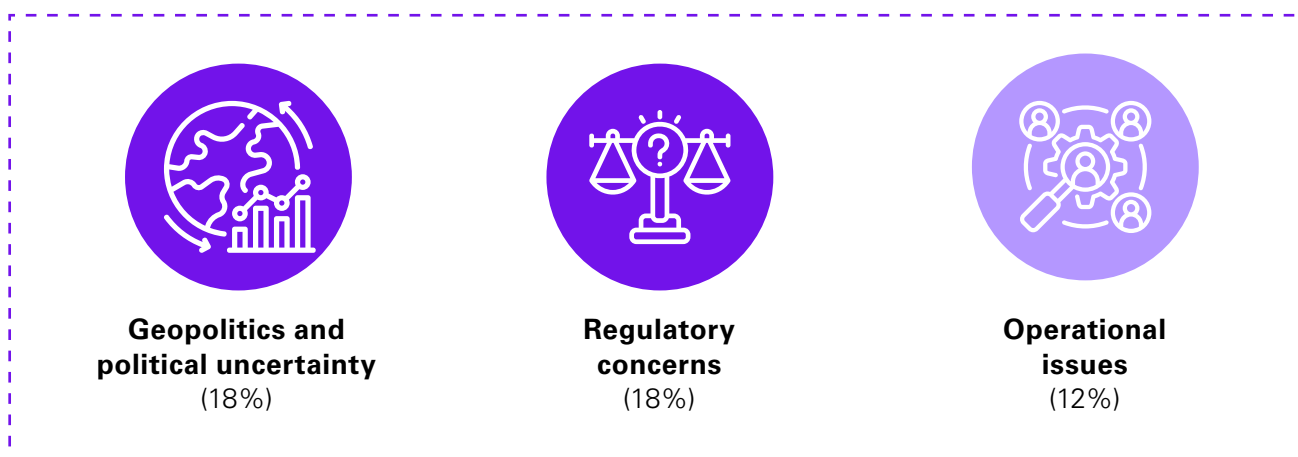 ?
Geopolitics and
political uncertainty
(18%)
Regulatory
concerns
(18%)
Operational
issues
(12%)